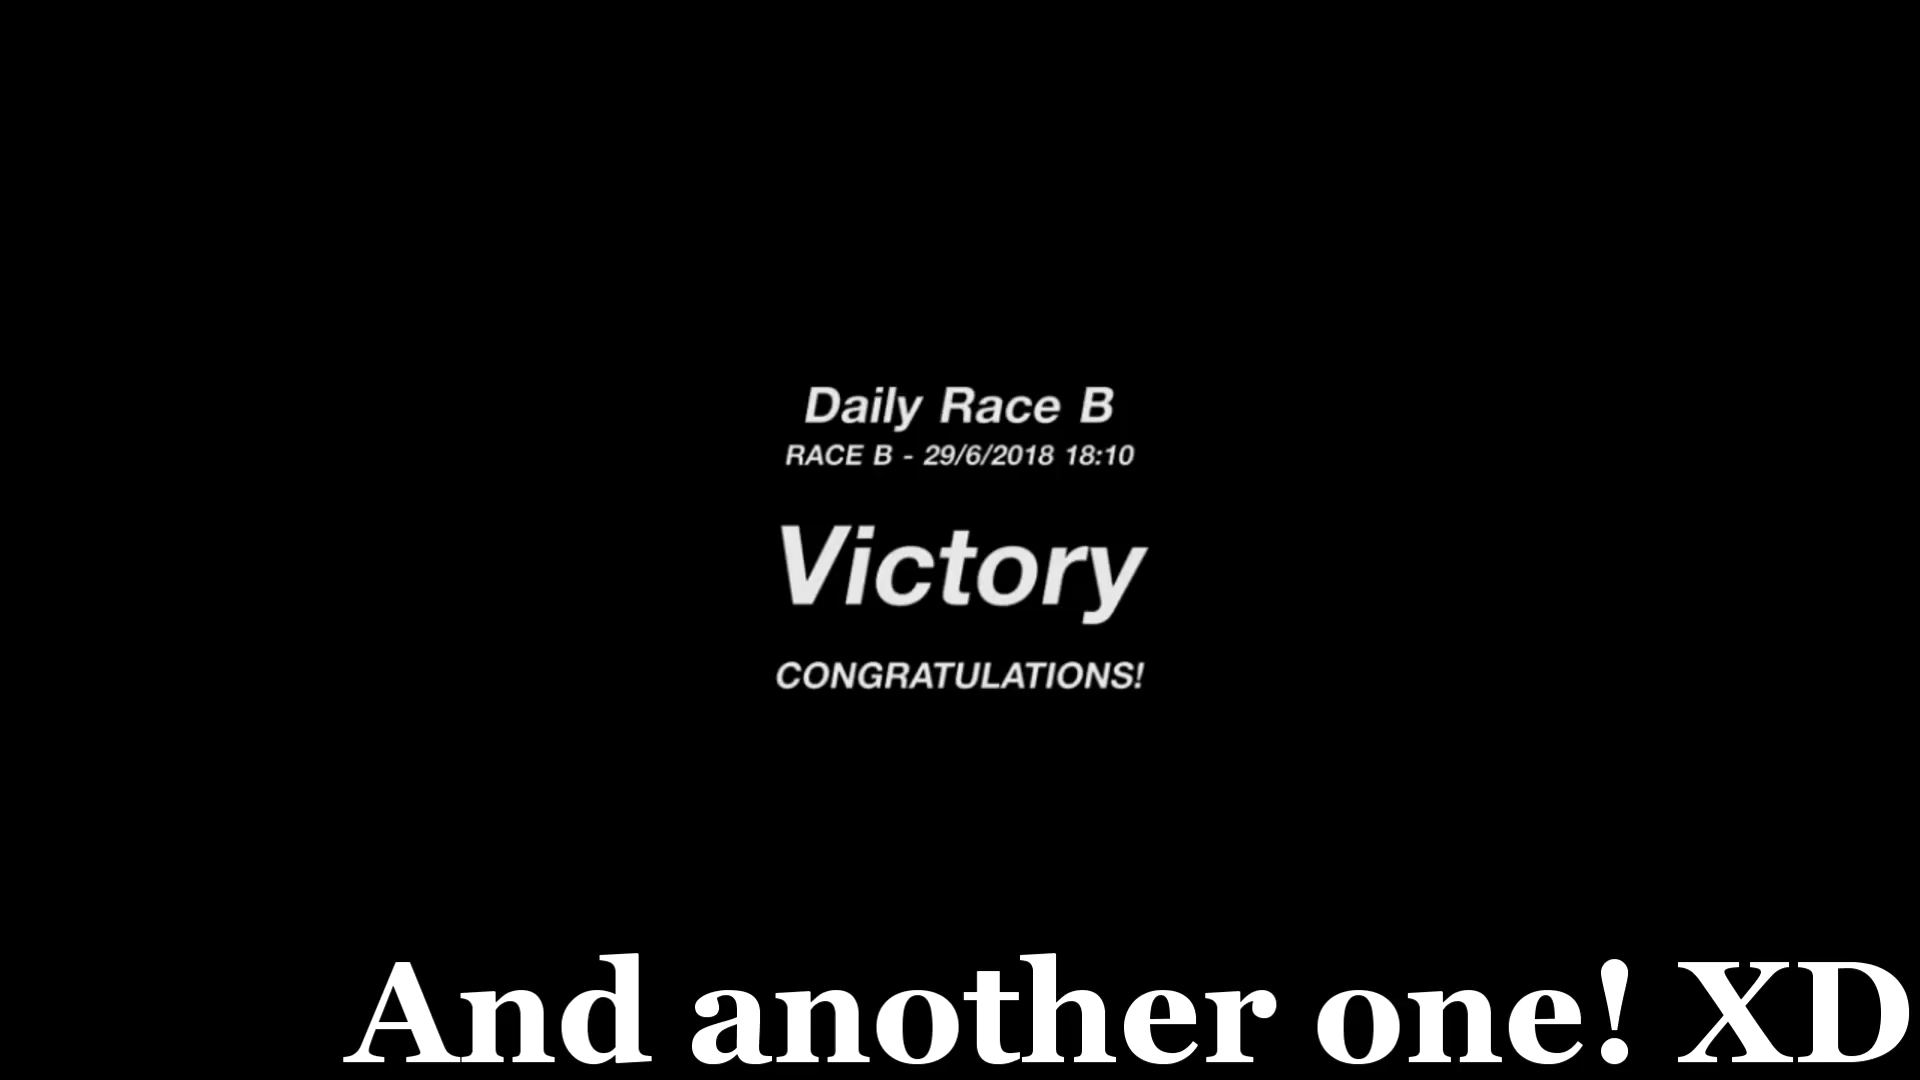 Daily Race B
RACE B - 29/6/2018 18:10
Victory
CONGRATULATIONS!
And another one! XD